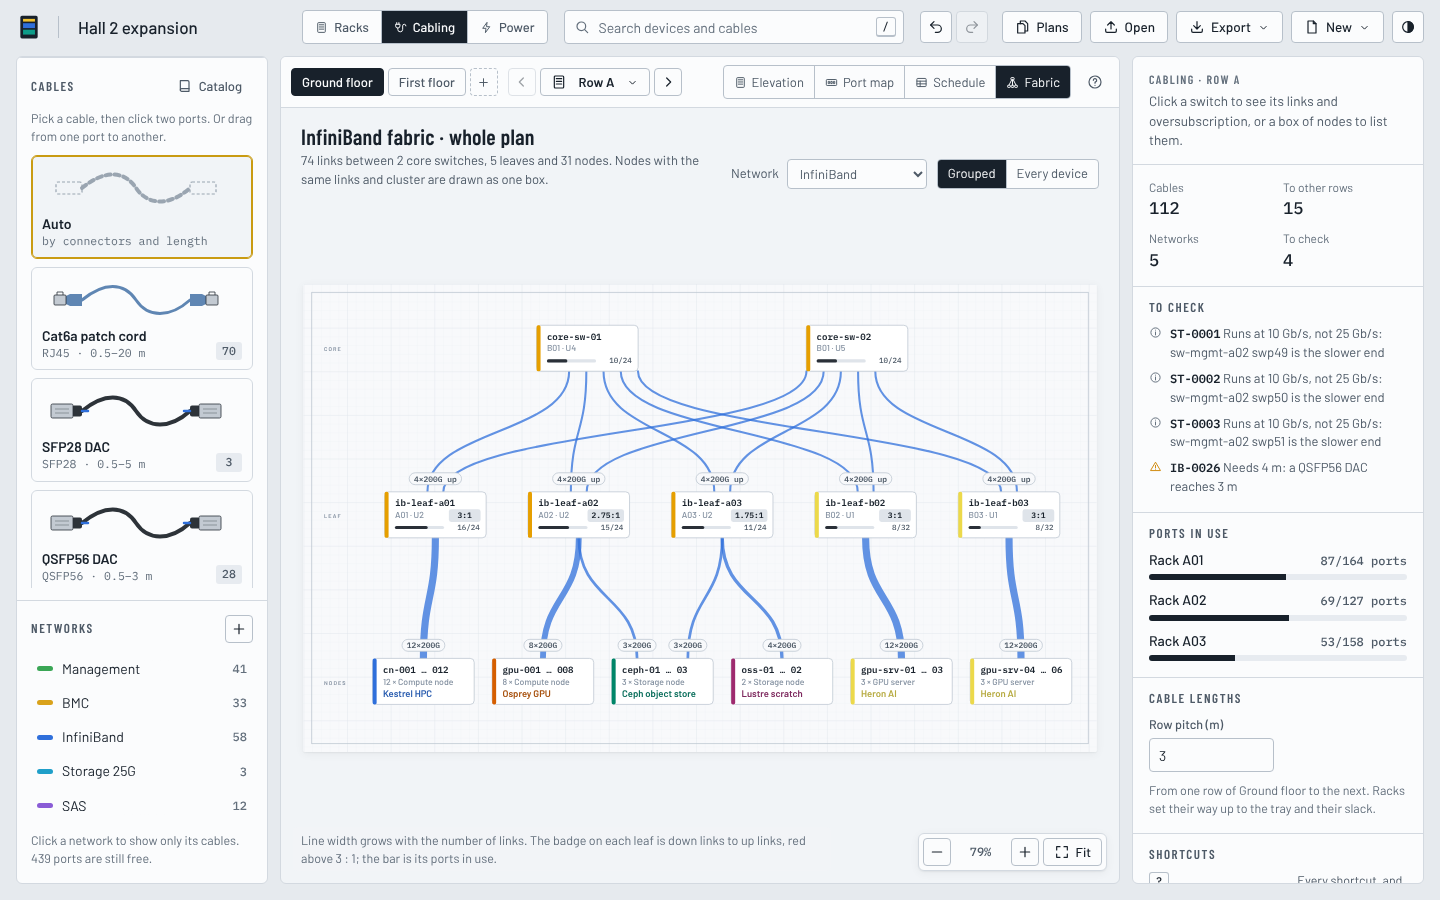 Hall 2 expansion
Racks
Cabling
Power
Search devices and cables
/
Plans
Open
Export
New
CABLES
Catalog
Pick a cable, then click two ports. Or drag
from one port to another.
Auto
by connectors and length
Cat6a patch cord
RJ45 · 0.5–20 m
70
SFP28 DAC
SFP28 · 0.5–5 m
3
QSFP56 DAC
QSFP56 · 0.5–3 m
28
NETWORKS
Management 41
BMC 33
InfiniBand 58
Storage 25G 3
SAS 12
Click a network to show only its cables.
439 ports are still free.
Ground floor
First floor
Row A
Elevation
Port map
Schedule
Fabric
InfiniBand fabric · whole plan
74 links between 2 core switches, 5 leaves and 31 nodes. Nodes with the
same links and cluster are drawn as one box.
Network
InfiniBand
Grouped
Every device
CORE
core-sw-01
B01 · U4
10/24
core-sw-02
B01 · U5
10/24
4×200G up
4×200G up
4×200G up
4×200G up
4×200G up
LEAF
ib-leaf-a01
A01 · U2
3:1
16/24
ib-leaf-a02
A02 · U2
2.75:1
15/24
ib-leaf-a03
A03 · U2
1.75:1
11/24
ib-leaf-b02
B02 · U1
3:1
8/32
ib-leaf-b03
B03 · U1
3:1
8/32
12×200G
8×200G
3×200G
3×200G
4×200G
12×200G
12×200G
NODES
cn-001 … 012
12 × Compute node
Kestrel HPC
gpu-001 … 008
8 × Compute node
Osprey GPU
ceph-01 … 03
3 × Storage node
Ceph object store
oss-01 … 02
2 × Storage node
Lustre scratch
gpu-srv-01 … 03
3 × GPU server
Heron AI
gpu-srv-04 … 06
3 × GPU server
Heron AI
Line width grows with the number of links. The badge on each leaf is down links to up links, red
above 3 : 1; the bar is its ports in use.
79%
Fit
CABLING · ROW A
Click a switch to see its links and
oversubscription, or a box of nodes to list
them.
Cables
112
To other rows
15
Networks
5
To check
4
TO CHECK
ST-0001 Runs at 10 Gb/s, not 25 Gb/s:
sw-mgmt-a02 swp49 is the slower end
ST-0002 Runs at 10 Gb/s, not 25 Gb/s:
sw-mgmt-a02 swp50 is the slower end
ST-0003 Runs at 10 Gb/s, not 25 Gb/s:
sw-mgmt-a02 swp51 is the slower end
IB-0026 Needs 4 m: a QSFP56 DAC
reaches 3 m
PORTS IN USE
Rack A01 87/164 ports
Rack A02 69/127 ports
Rack A03 53/158 ports
CABLE LENGTHS
Row pitch (m)
3
From one row of Ground floor to the next. Racks
set their way up to the tray and their slack.
SHORTCUTS
?
Every shortcut, and